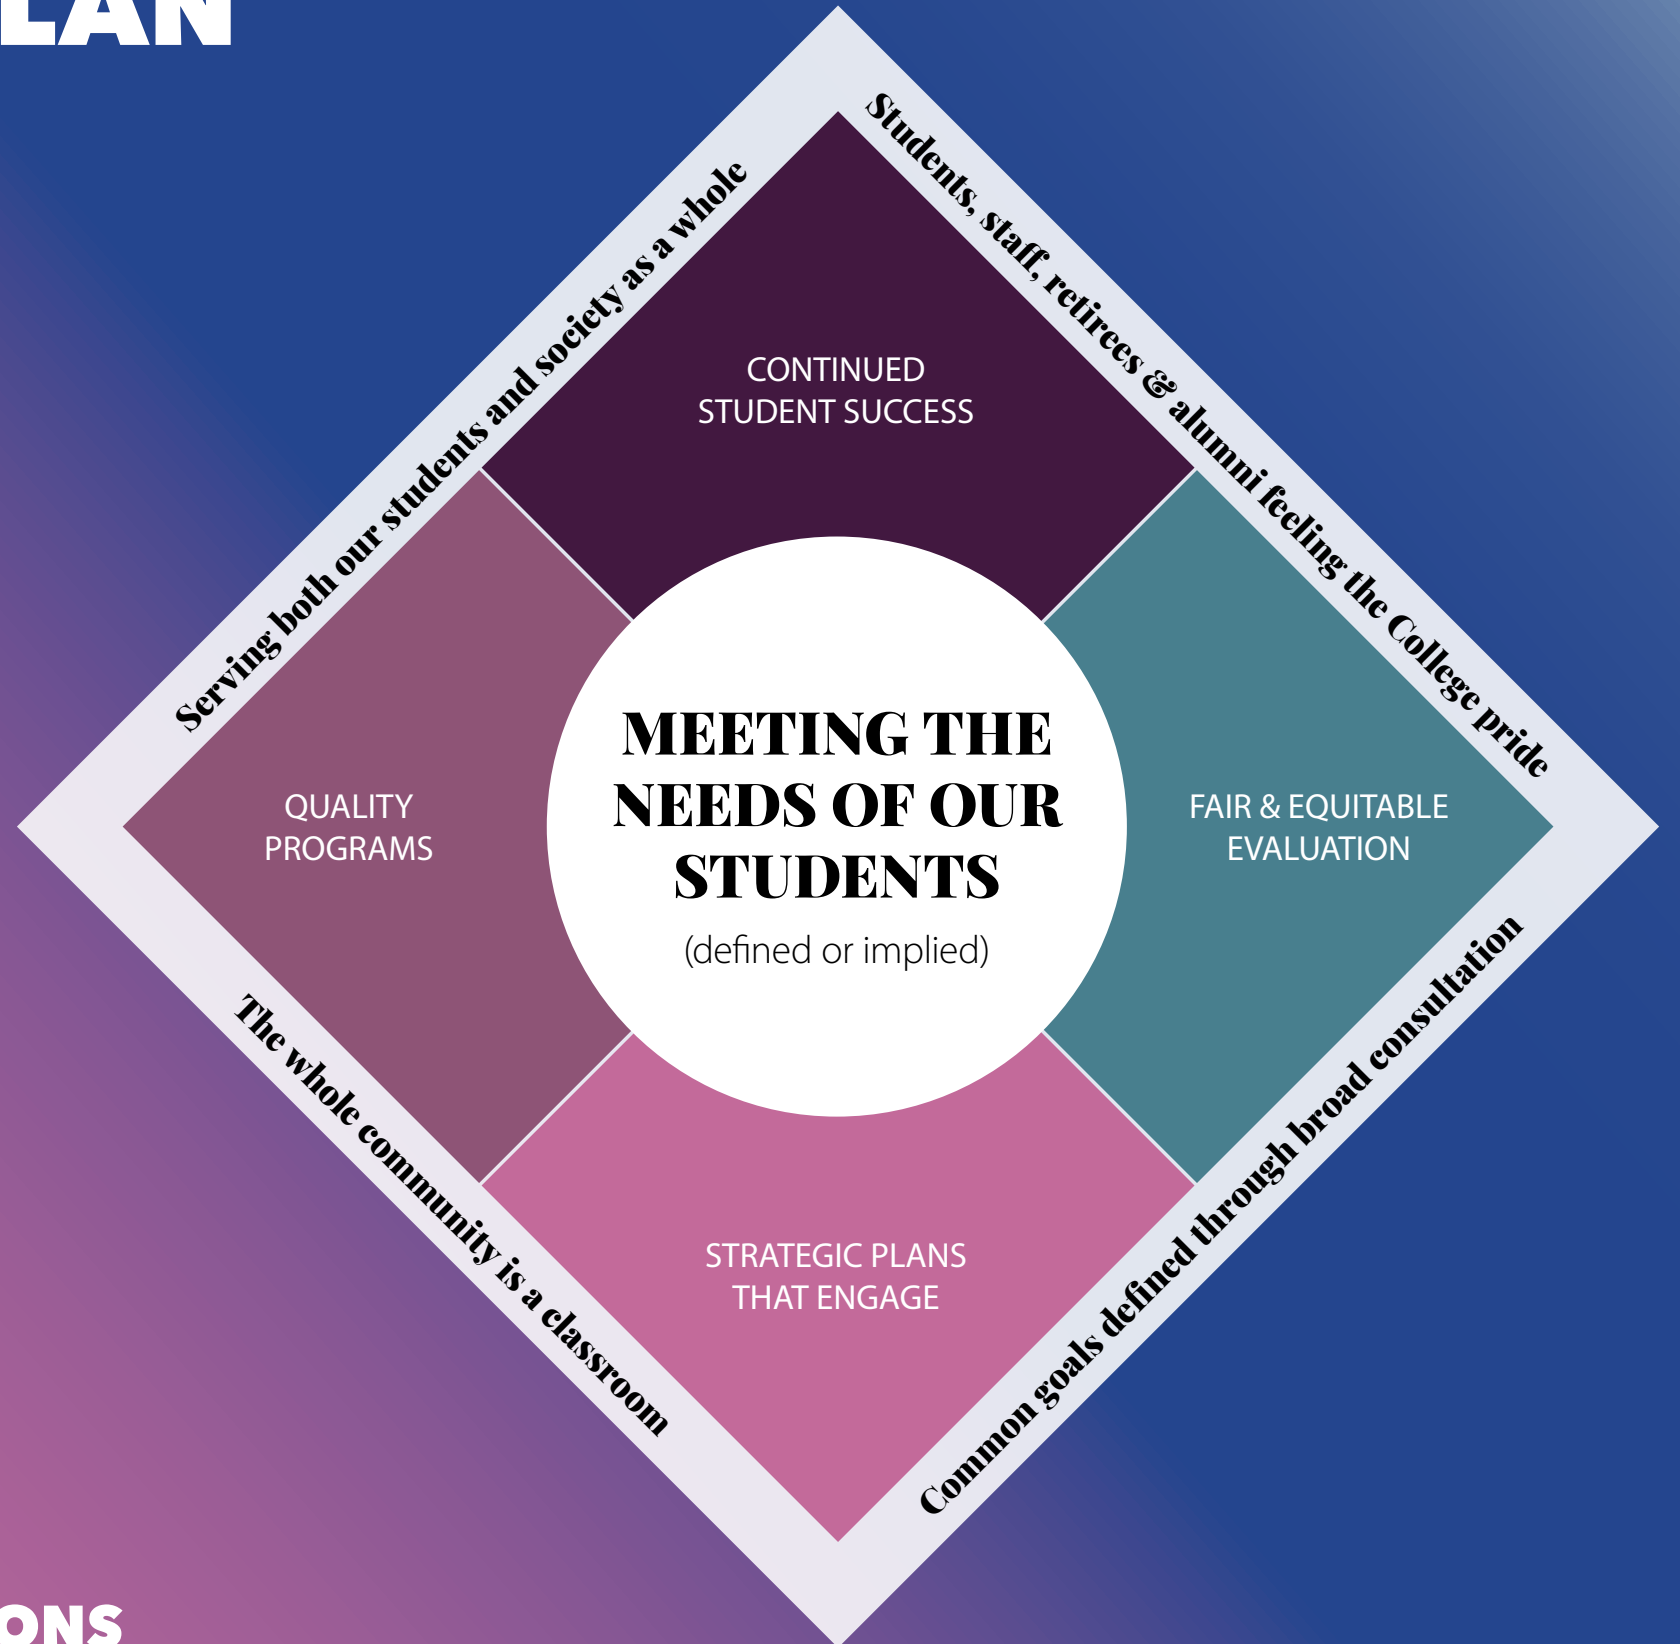 LAN
Serving both our students and society as a whole
Students, staff, retirees & alumni feeling the College pride
CONTINUED
STUDENT SUCCESS
QUALITY
PROGRAMS
MEETING THE
NEEDS OF OUR
STUDENTS
(defined or implied)
FAIR & EQUITABLE
EVALUATION
STRATEGIC PLANS
THAT ENGAGE
The whole community is a classroom
Common goals defined through broad consultation
ONS